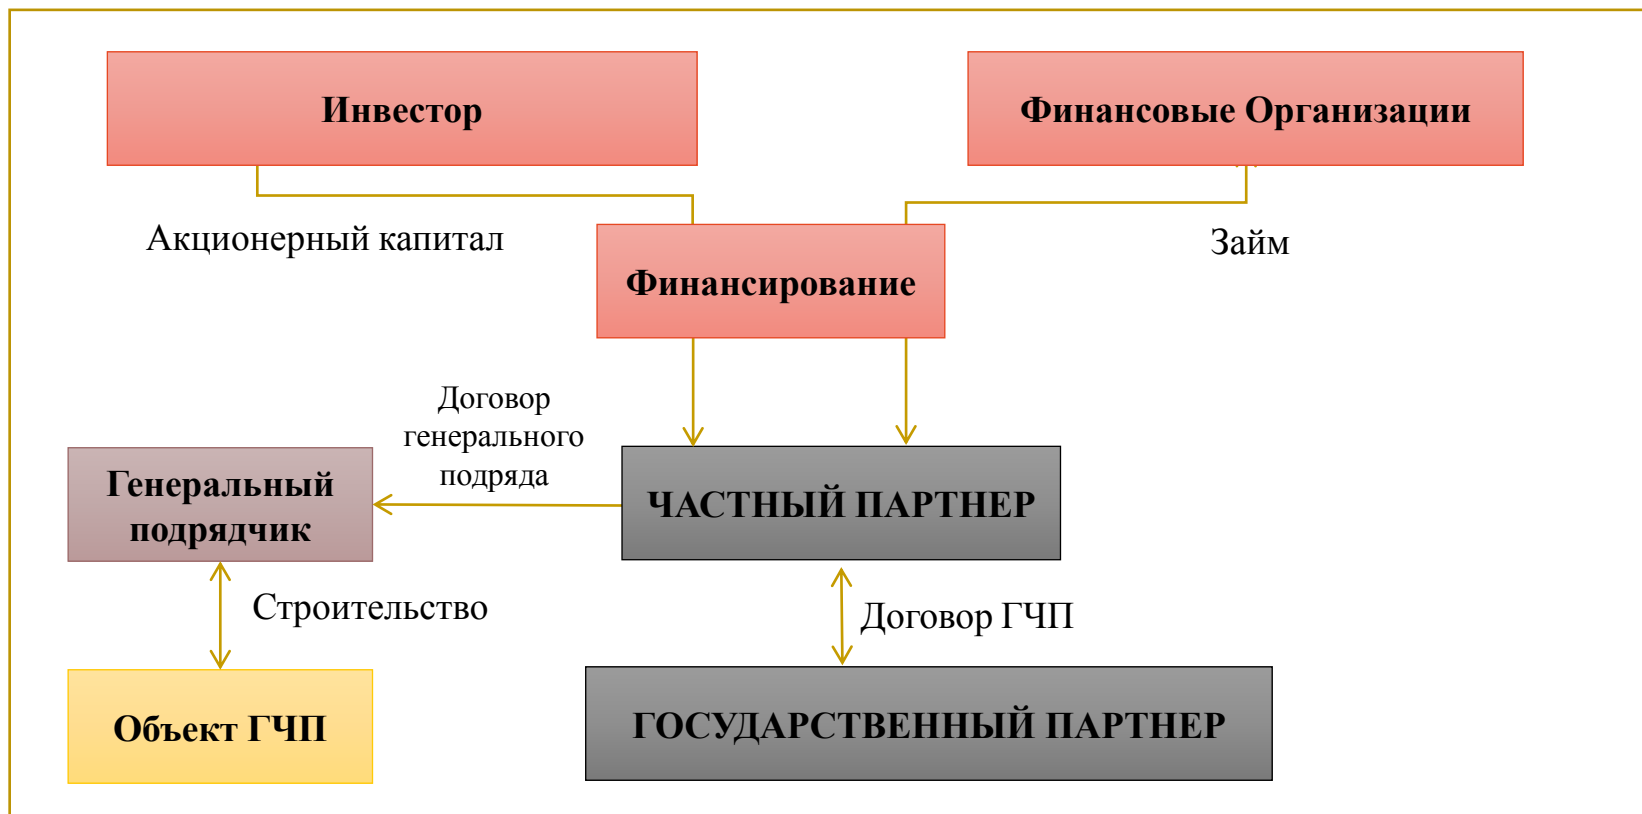 Инвестор
Финансовые Организации
Акционерный капитал
Займ
Финансирование
Договор
генерального
подряда
Генеральный
подрядчик
ЧАСТНЫЙ ПАРТНЕР
Строительство
Договор ГЧП
Объект ГЧП
ГОСУДАРСТВЕННЫЙ ПАРТНЕР